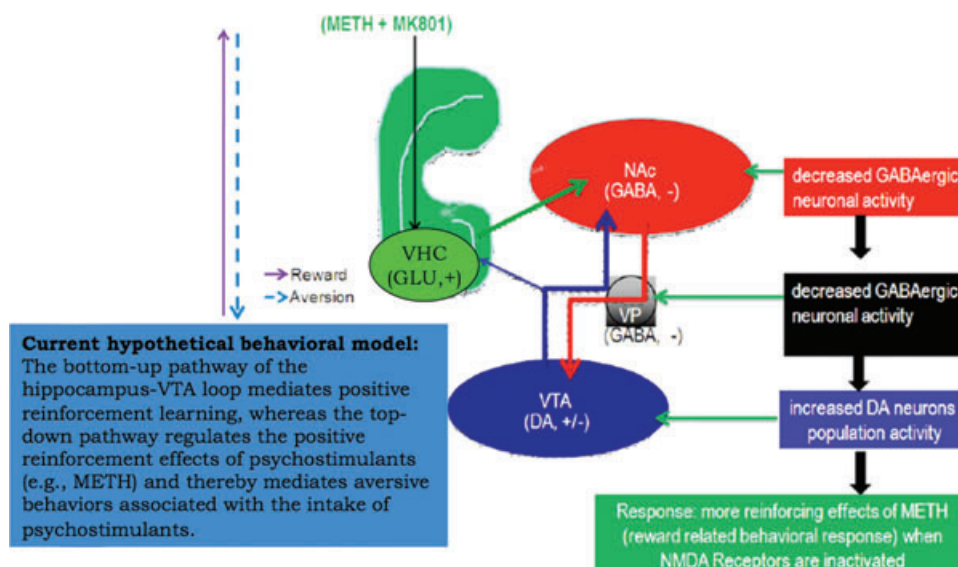 (METH + MK801)
NAc
(GABA, -)
decreased GABAergic
neuronal activity
VHC
(GLU,+)
Reward
Aversion
VP
(GABA, -)
decreased GABAergic
neuronal activity
Current hypothetical behavioral model:
The bottom-up pathway of the
hippocampus-VTA loop mediates positive
reinforcement learning, whereas the top-
down pathway regulates the positive
reinforcement effects of psychostimulants
(e.g., METH) and thereby mediates aversive
behaviors associated with the intake of
psychostimulants.
VTA
(DA, +/-)
increased DA neurons
population activity
Response: more reinforcing effects of METH
(reward related behavioral response) when
NMDA Receptors are inactivated